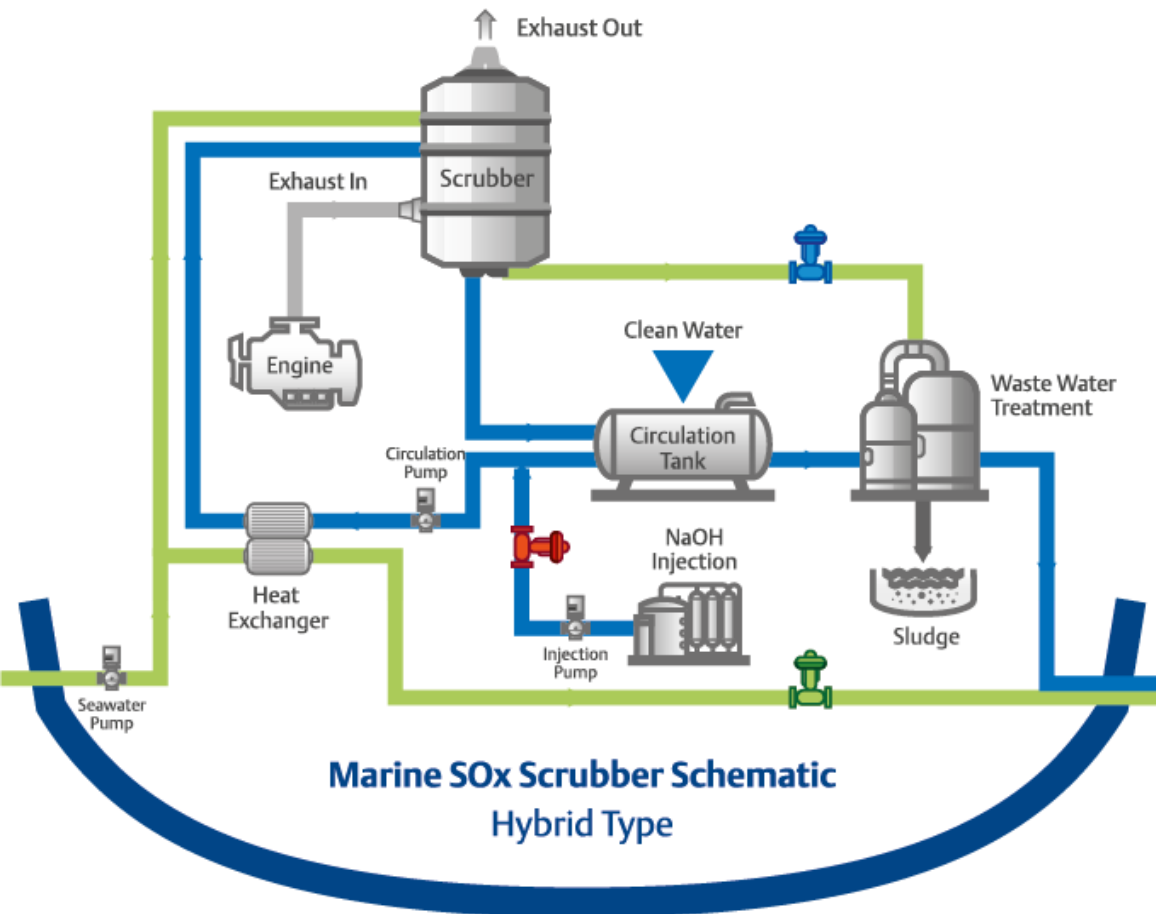 Exhaust Out
Scrubber
Exhaust In
Engine
Clean Water
Circulation
Tank
Waste Water
Treatment
Circulation
Pump
NaOH
Injection
Heat
Exchanger
Injection
Pump
Sludge
Seawater
Pump
Marine SOx Scrubber Schematic
Hybrid Type